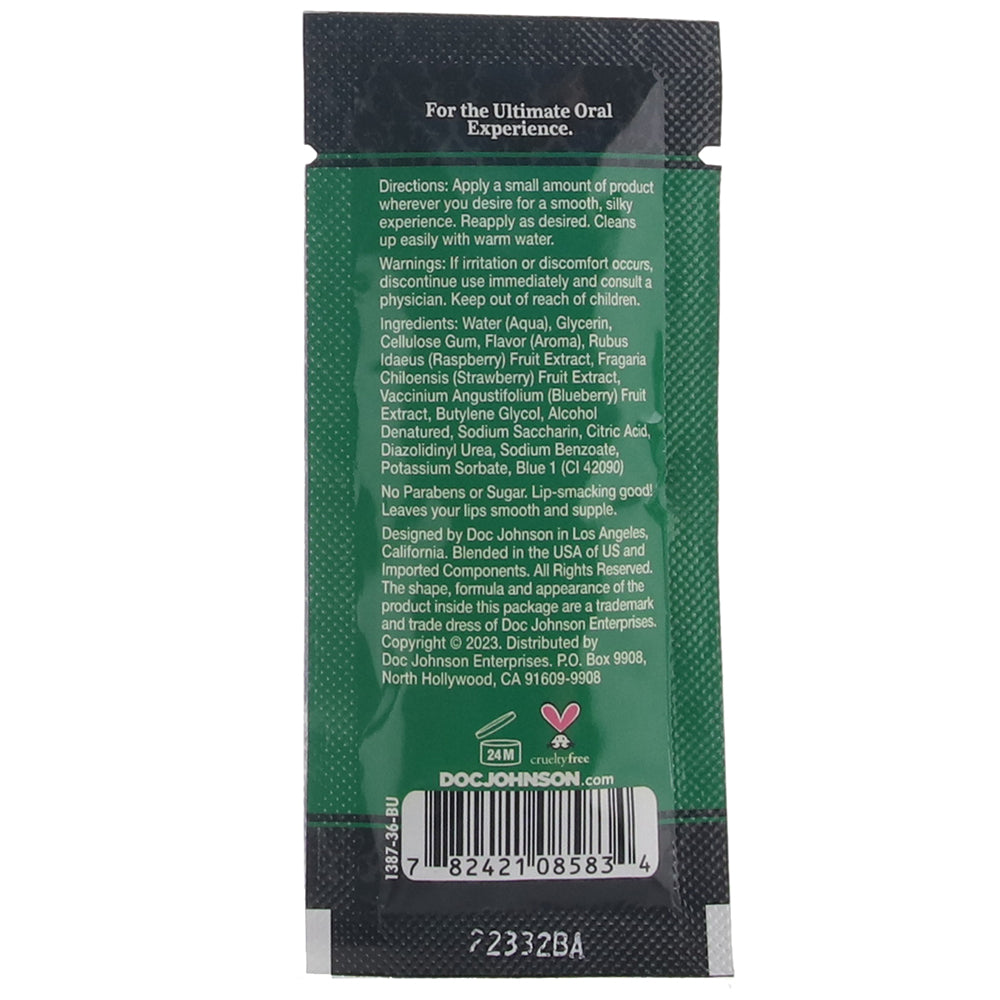 For the Ultimate Oral
Experience.
Directions: Apply a small amount of product
wherever you desire for a smooth, silky
experience. Reapply as desired. Cleans
up easily with warm water.
Warnings: If irritation or discomfort occurs,
discontinue use immediately and consult a
physician. Keep out of reach of children.
Ingredients: Water (Aqua), Glycerin,
Cellulose Gum, Flavor (Aroma), Rubus
Idaeus (Raspberry) Fruit Extract, Fragaria
Chiloensis (Strawberry) Fruit Extract,
Vaccinium Angustifolium (Blueberry) Fruit
Extract, Butylene Glycol, Alcohol
Denatured, Sodium Saccharin, Citric Acid,
Diazolidinyl Urea, Sodium Benzoate,
Potassium Sorbate, Blue 1 (CI 42090)
No Parabens or Sugar. Lip-smacking good!
Leaves your lips smooth and supple.
Designed by Doc Johnson in Los Angeles,
California. Blended in the USA of US and
Imported Components. All Rights Reserved.
The shape, formula and appearance of the
product inside this package are a trademark
and trade dress of Doc Johnson Enterprises.
Copyright © 2023. Distributed by
Doc Johnson Enterprises. P.O. Box 9908,
North Hollywood, CA 91609-9908
24M
crueltyfree
DOCJOHNSON.com
1387-36-BU
7 82421 08583 4
72332BA